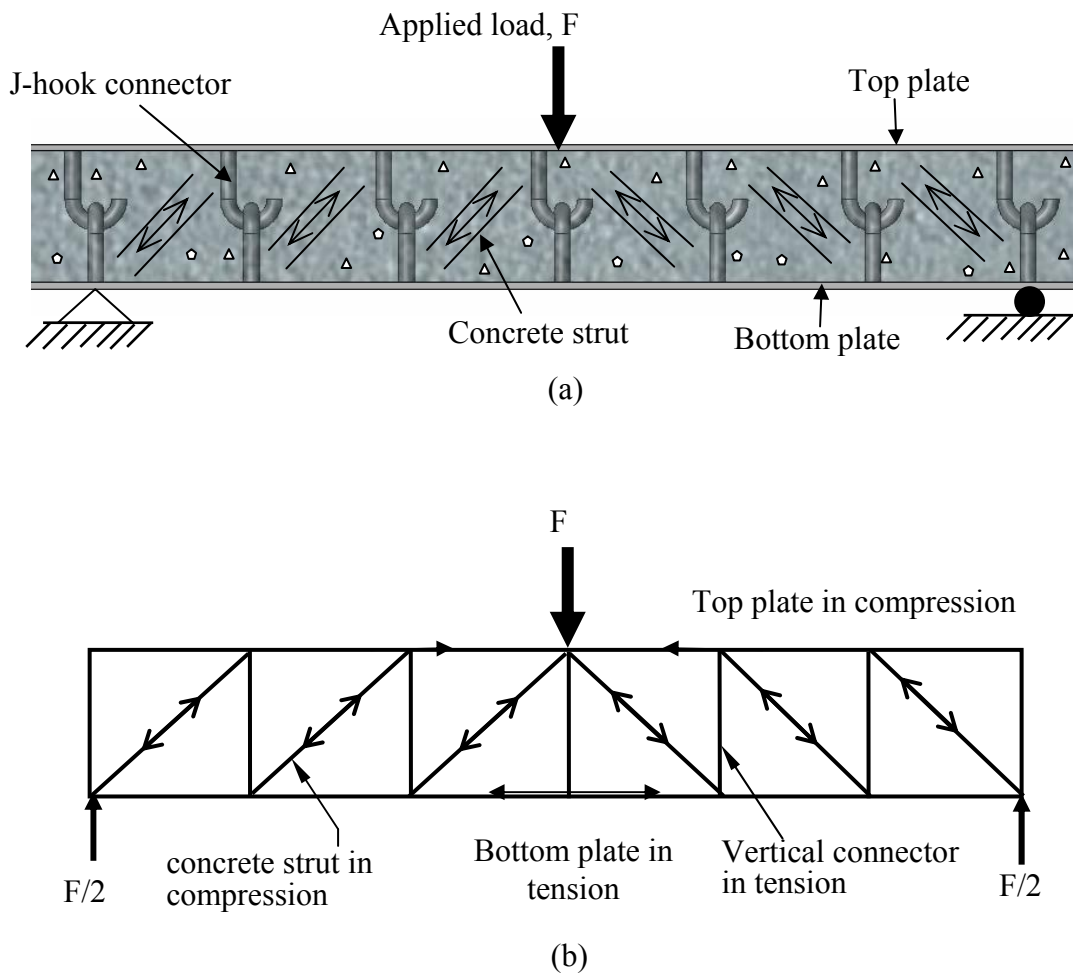 Applied load, F
J-hook connector
Top plate
Concrete strut
Bottom plate
(a)
F
Top plate in compression
concrete strut in
compression
Bottom plate in
tension
Vertical connector
in tension
F/2
F/2
(b)